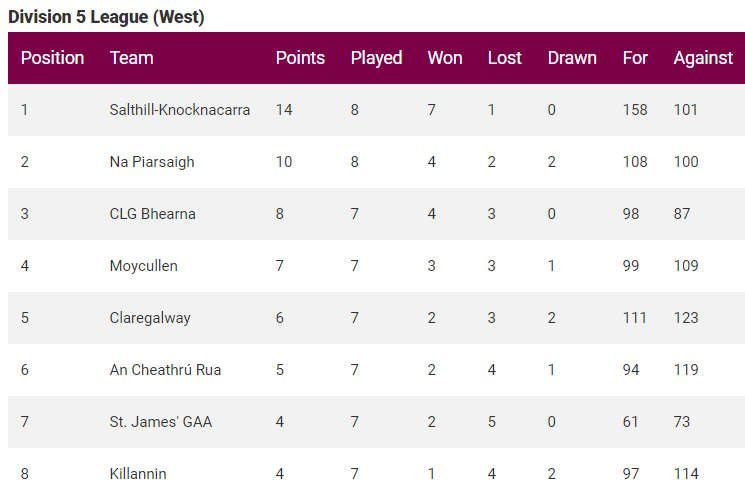 Division 5 League (West)
Position Team Points Played Won Lost Drawn For Against
1 Salthill-Knocknacarra 14 8 7 1 0 158 101
2 Na Piarsaigh 10 8 4 2 2 108 100
3 CLG Bhearna 8 7 4 3 0 98 87
4 Moycullen 7 7 3 3 1 99 109
5 Claregalway 6 7 2 3 2 111 123
6 An Cheathrú Rua 5 7 2 4 1 94 119
7 St. James' GAA 4 7 2 5 0 61 73
8 Killannin 4 7 1 4 2 97 114